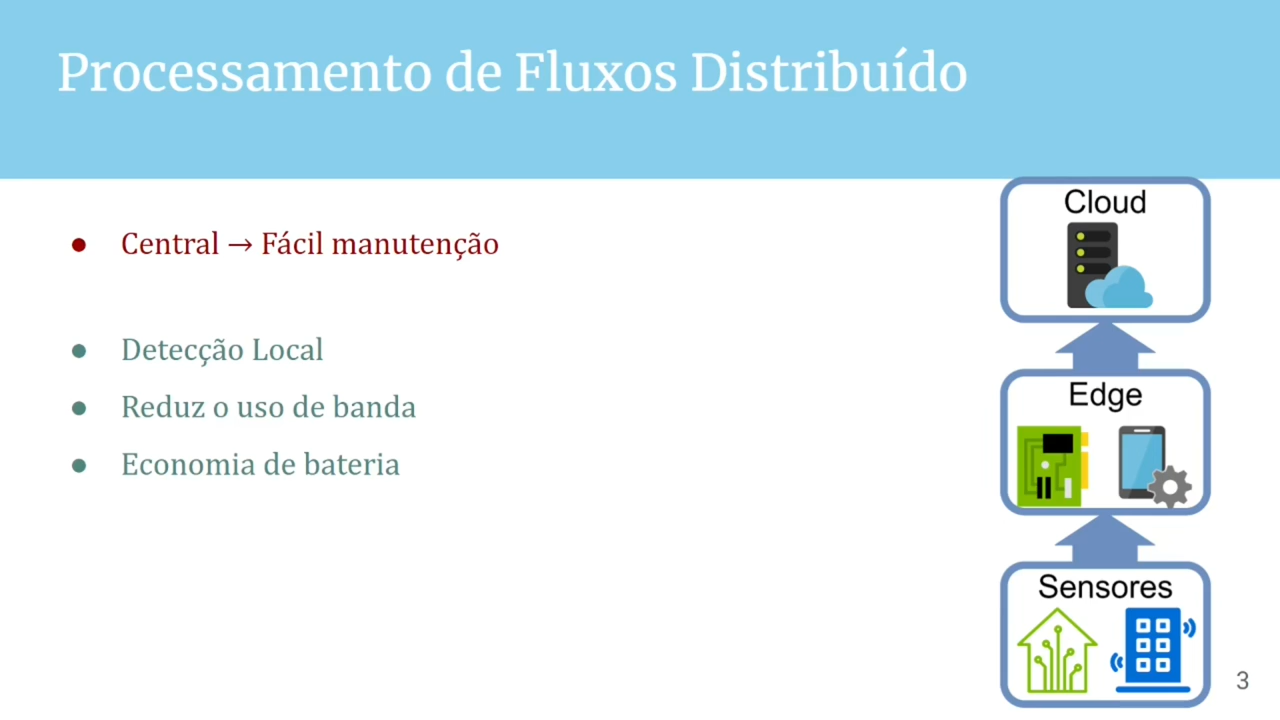 Processamento de Fluxos Distribuído
● Central → Fácil manutenção
● Detecção Local
● Reduz o uso de banda
● Economia de bateria
Cloud
Edge
Sensores
3